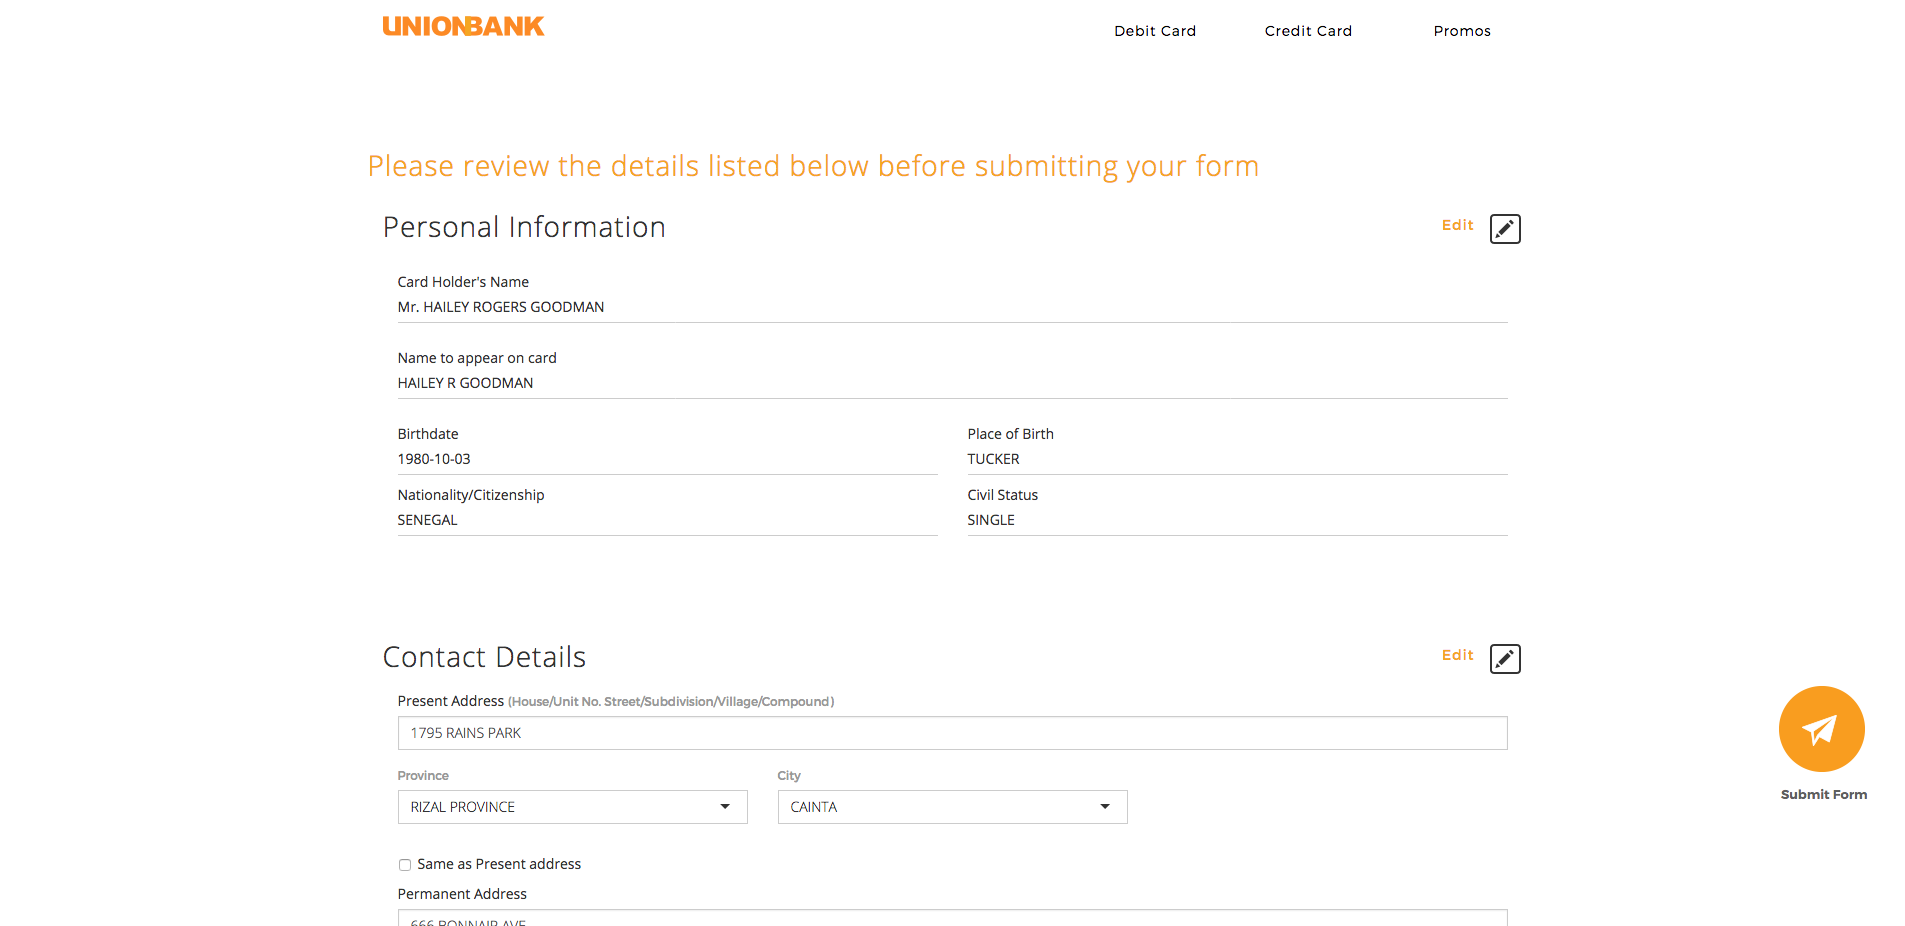 UNIONBANK
Debit Card Credit Card Promos
Please review the details listed below before submitting your form
Personal Information
Edit
Card Holder's Name
Mr. HAILEY ROGERS GOODMAN
Name to appear on card
HAILEY R GOODMAN
Birthdate Place of Birth
1980-10-03 TUCKER
Nationality/Citizenship Civil Status
SENEGAL SINGLE
Contact Details
Edit
Present Address (House/Unit No. Street/Subdivision/Village/Compound)
1795 RAINS PARK
Province City
RIZAL PROVINCE CAINTA
Submit Form
Same as Present address
Permanent Address
666 BONNAIR AVE